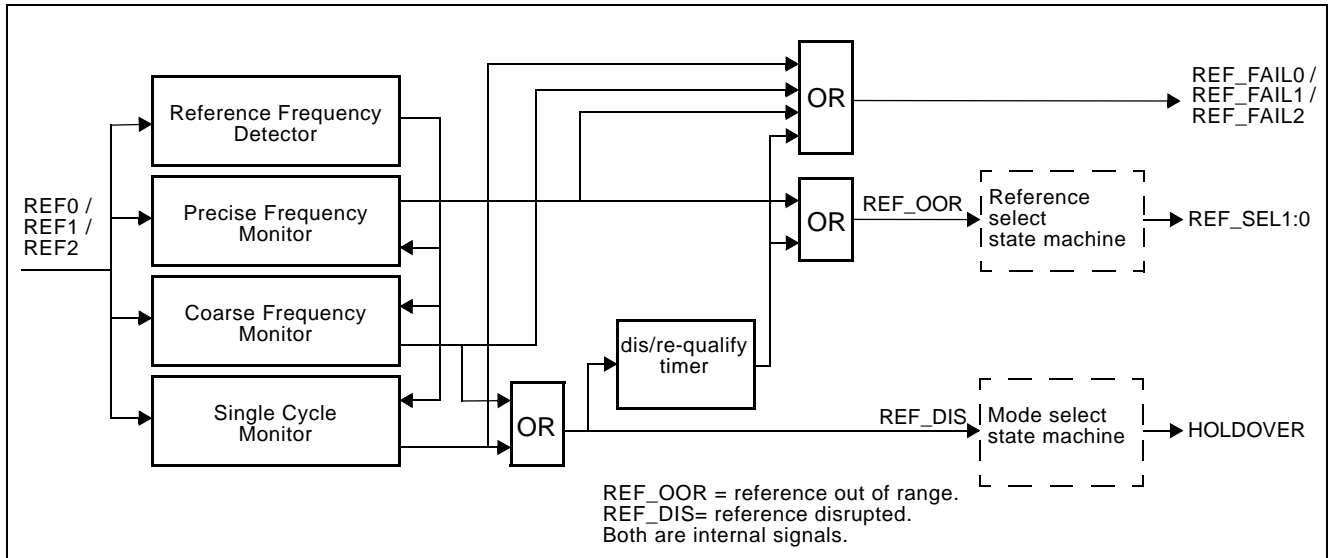 REF0 /
REF1 /
REF2
Reference Frequency
Detector
Precise Frequency
Monitor
Coarse Frequency
Monitor
Single Cycle
Monitor
OR
dis/re-qualify
timer
OR
OR
REF_FAIL0 /
REF_FAIL1 /
REF_FAIL2
REF_OOR
Reference
select
state machine
REF_SEL1:0
REF_DIS
Mode select
state machine
HOLDOVER
REF_OOR = reference out of range.
REF_DIS= reference disrupted.
Both are internal signals.